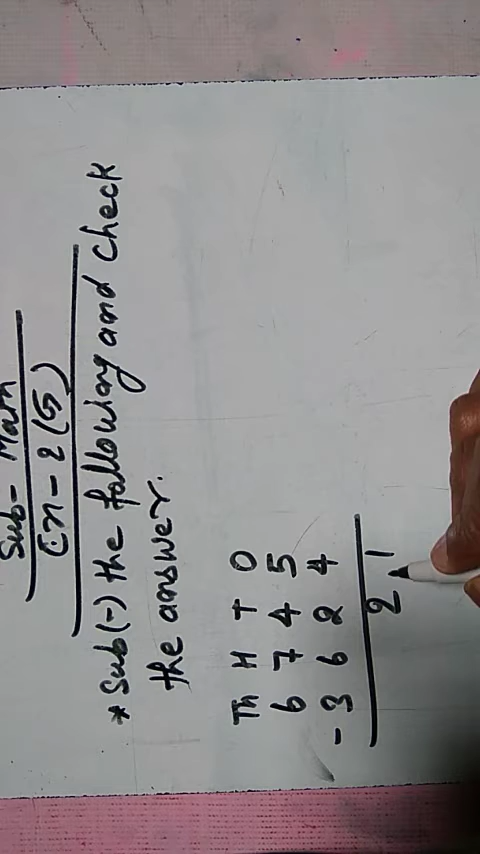 Sub- Math
Cn-2(5)
*Sub(-) the following and check
the answer.
Th H T O
6 7 4 5
-3 6 2 4
2 1